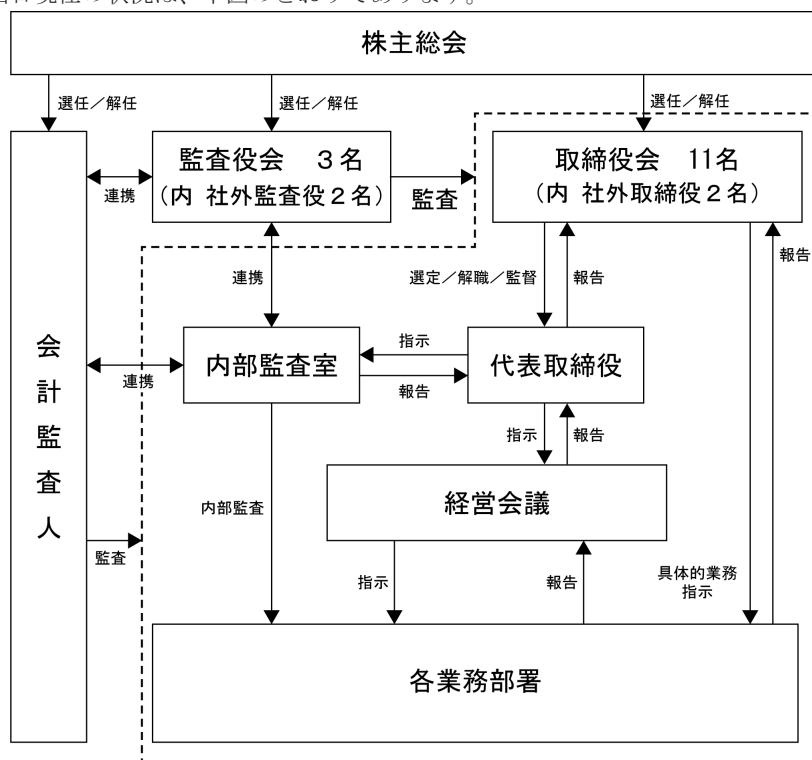 現在の状況は、下図のとおりであります。
株主総会
選任／解任
選任／解任
選任／解任
監査役会　３名
（内 社外監査役２名）
取締役会　11名
（内 社外取締役２名）
連携
監査
報告
連携
選定／解職／監督
報告
会計監査人
内部監査室
指示
代表取締役
連携
報告
指示
報告
経営会議
内部監査
監査
指示
報告
具体的業務
指示
各業務部署